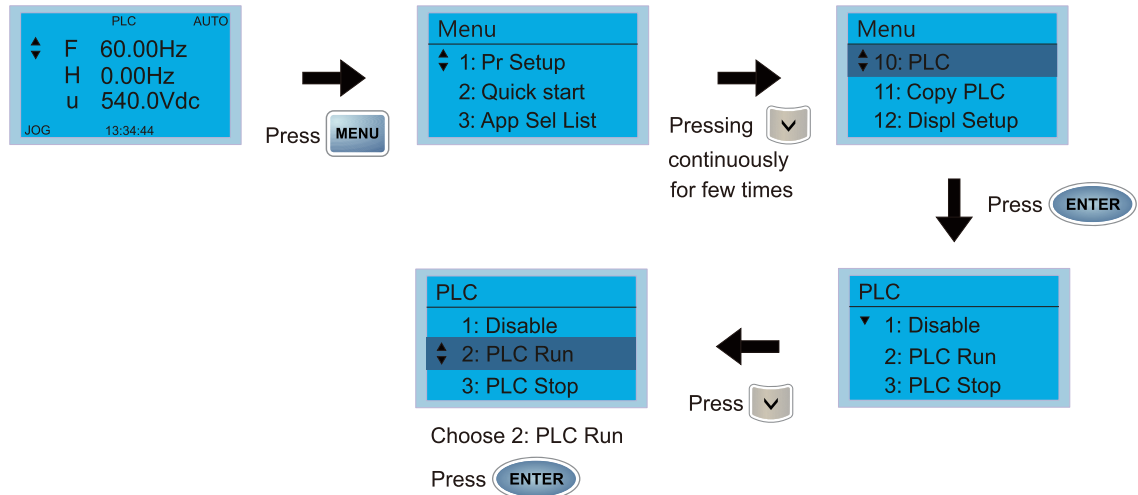 PLC AUTO
F 60.00Hz
H 0.00Hz
u 540.0Vdc
JOG 13:34:44
Press MENU
Menu
1: Pr Setup
2: Quick start
3: App Sel List
Pressing
continuously
for few times
Menu
10: PLC
11: Copy PLC
12: Displ Setup
Press ENTER
PLC
1: Disable
2: PLC Run
3: PLC Stop
Press
PLC
1: Disable
2: PLC Run
3: PLC Stop
Choose 2: PLC Run
Press ENTER